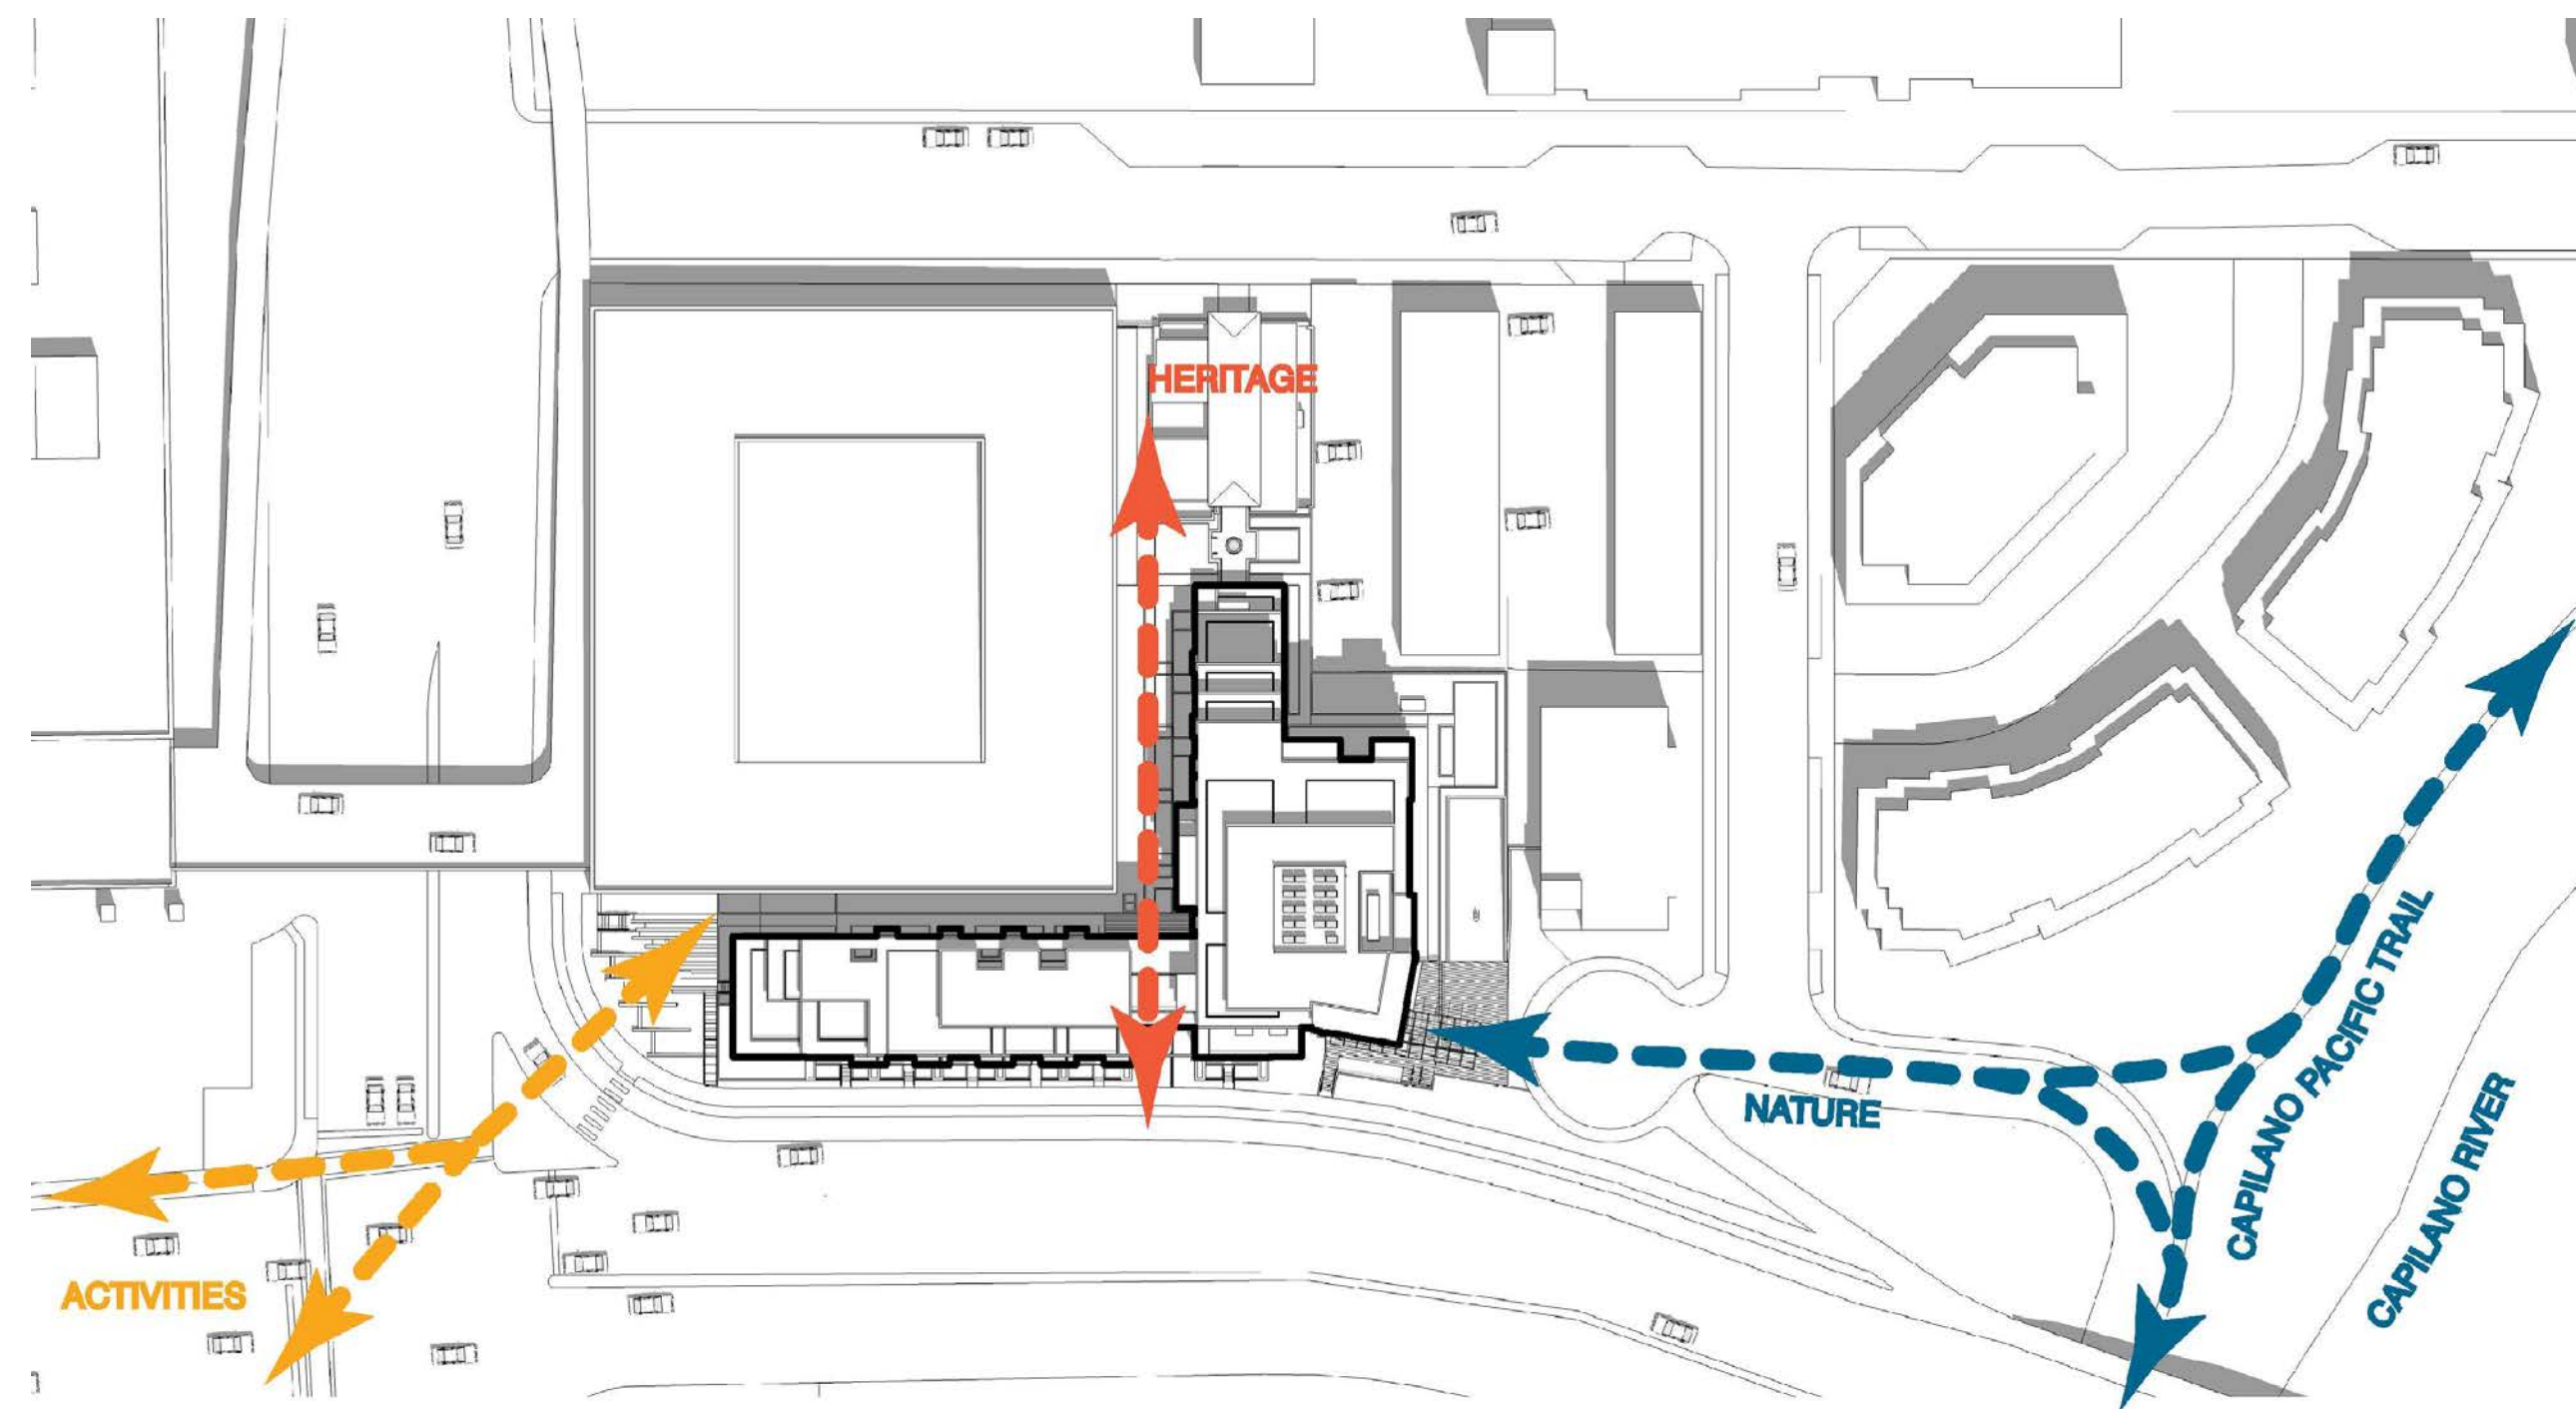 HERITAGE
NATURE
CAPILANO PACIFIC TRAIL
CAPILANO RIVER
ACTIVITIES